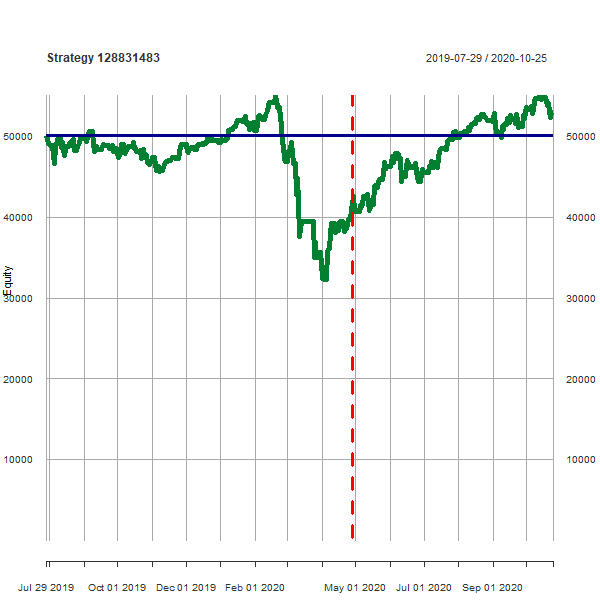 Strategy 128831483
2019-07-29 / 2020-10-25
50000
50000
40000
40000
Equity
30000
30000
20000
20000
10000
10000
Jul 29 2019
Oct 01 2019
Dec 01 2019
Feb 01 2020
May 01 2020
Jul 01 2020
Sep 01 2020